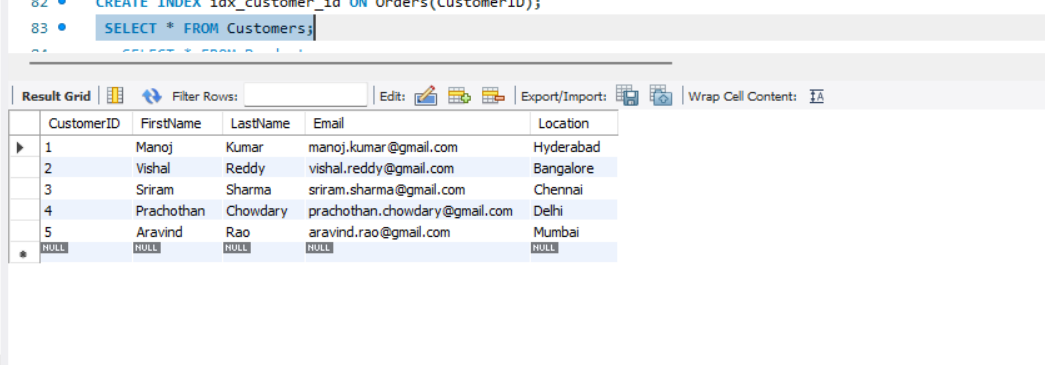 82 CREATE INDEX idx_customer_id ON Orders(CustomerID);
83 SELECT * FROM Customers;
Result Grid Filter Rows: Edit: Export/Import: Wrap Cell Content:
CustomerID FirstName LastName Email Location
1 Manoj Kumar manoj.kumar@gmail.com Hyderabad
2 Vishal Reddy vishal.reddy@gmail.com Bangalore
3 Sriram Sharma sriram.sharma@gmail.com Chennai
4 Prachothan Chowdary prachothan.chowdary@gmail.com Delhi
5 Aravind Rao aravind.rao@gmail.com Mumbai
NULL NULL NULL NULL NULL